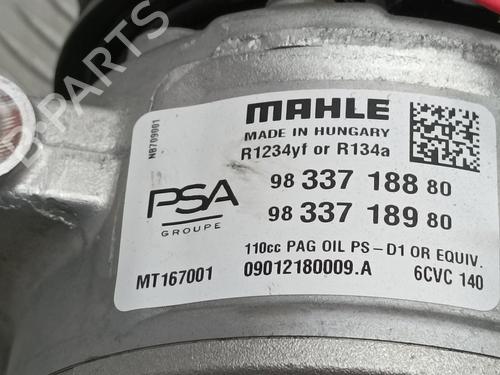 MAHLE
MADE IN HUNGARY
R1234yf or R134a
NB709001
PSA
GROUPE
98 337 188 80
98 337 189 80
110cc PAG OIL PS-D1 OR EQUIV.
MT167001 09012180009.A 6CVC 140
B-PARTS